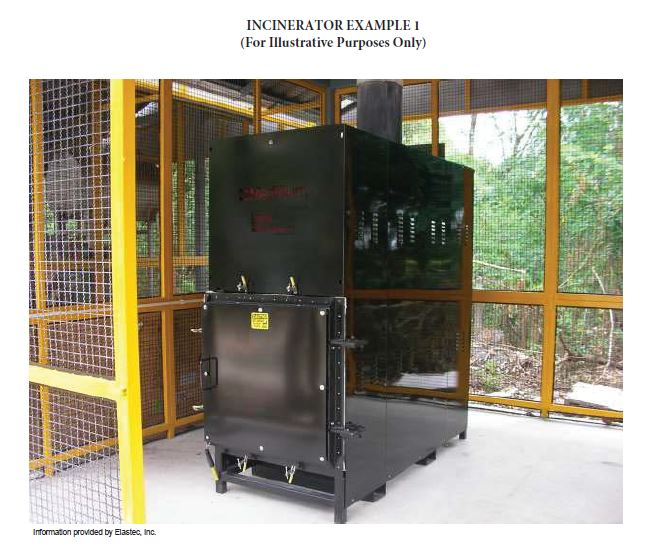 INCINERATOR EXAMPLE 1
(For Illustrative Purposes Only)
Information provided by Elastec, Inc.